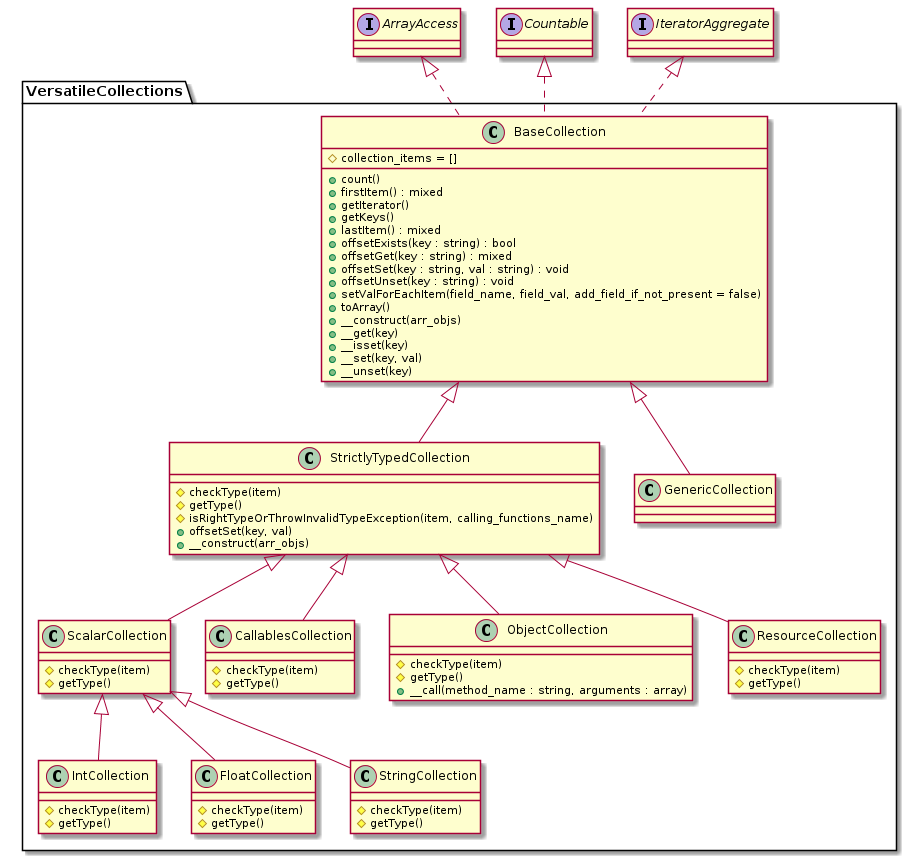 I ArrayAccess
I Countable
I IteratorAggregate
VersatileCollections
C BaseCollection
collection_items = []
count()
firstItem() : mixed
getIterator()
getKeys()
lastItem() : mixed
offsetExists(key : string) : bool
offsetGet(key : string) : mixed
offsetSet(key : string, val : string) : void
offsetUnset(key : string) : void
setValForEachItem(field_name, field_val, add_field_if_not_present = false)
toArray()
__construct(arr_objs)
__get(key)
__isset(key)
__set(key, val)
__unset(key)
C StrictlyTypedCollection
checkType(item)
getType()
isRightTypeOrThrowInvalidTypeException(item, calling_functions_name)
offsetSet(key, val)
__construct(arr_objs)
C GenericCollection
C ScalarCollection
checkType(item)
getType()
C CallablesCollection
checkType(item)
getType()
C ObjectCollection
checkType(item)
getType()
__call(method_name : string, arguments : array)
C ResourceCollection
checkType(item)
getType()
C IntCollection
checkType(item)
getType()
C FloatCollection
checkType(item)
getType()
C StringCollection
checkType(item)
getType()